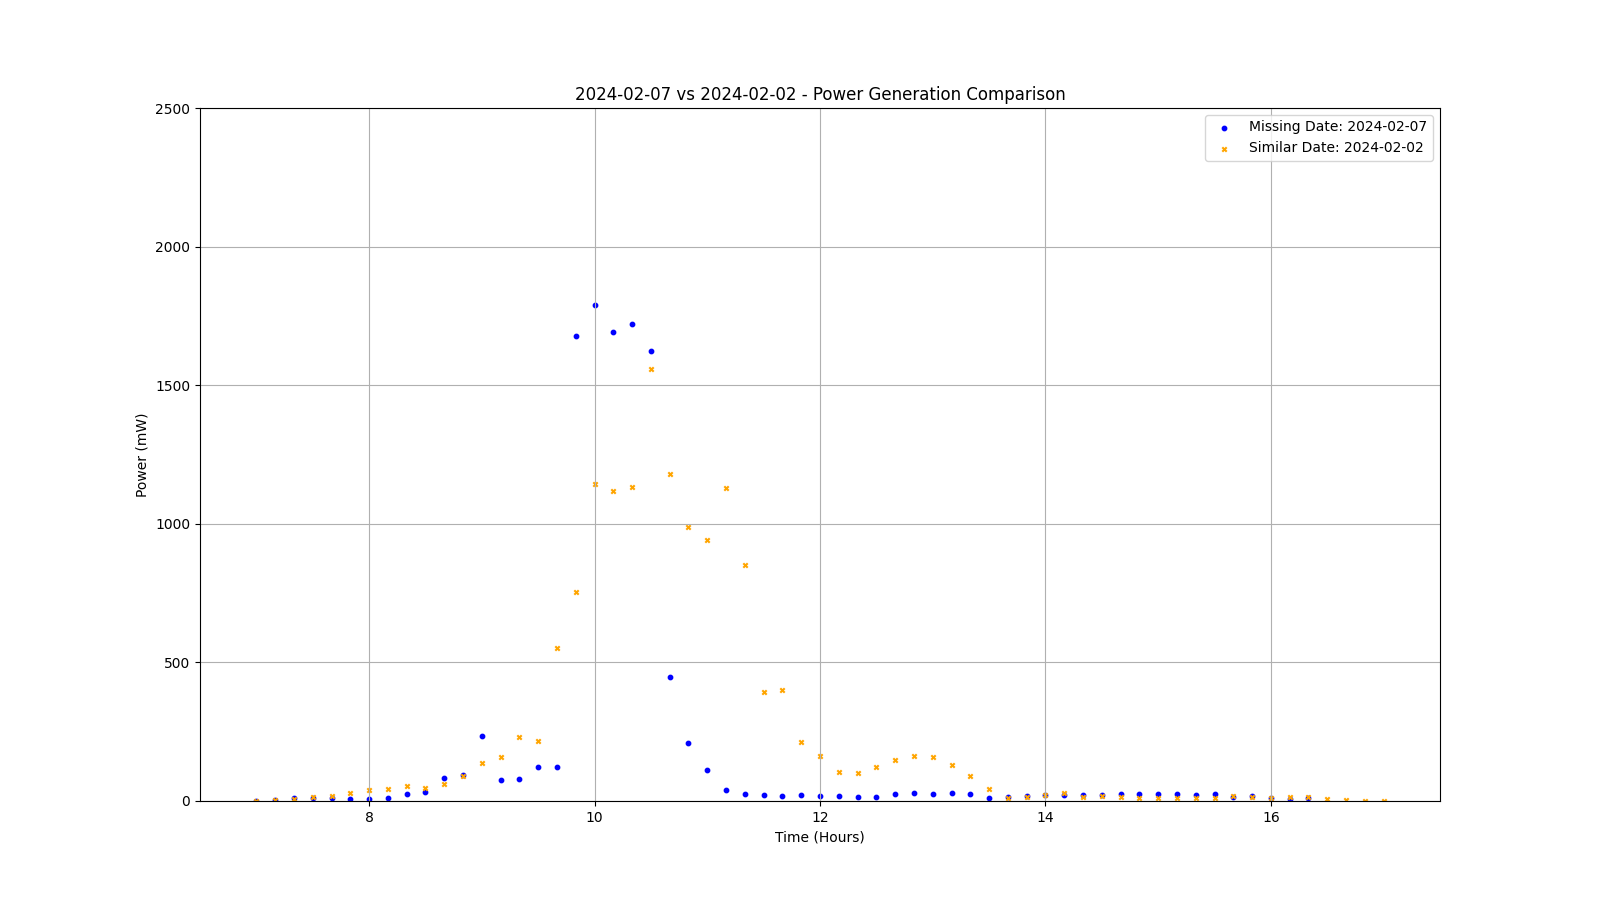 2024-02-07 vs 2024-02-02 - Power Generation Comparison
Missing Date: 2024-02-07
Similar Date: 2024-02-02
2500
2000
1500
1000
500
0
Power (mW)
8 10 12 14 16
Time (Hours)